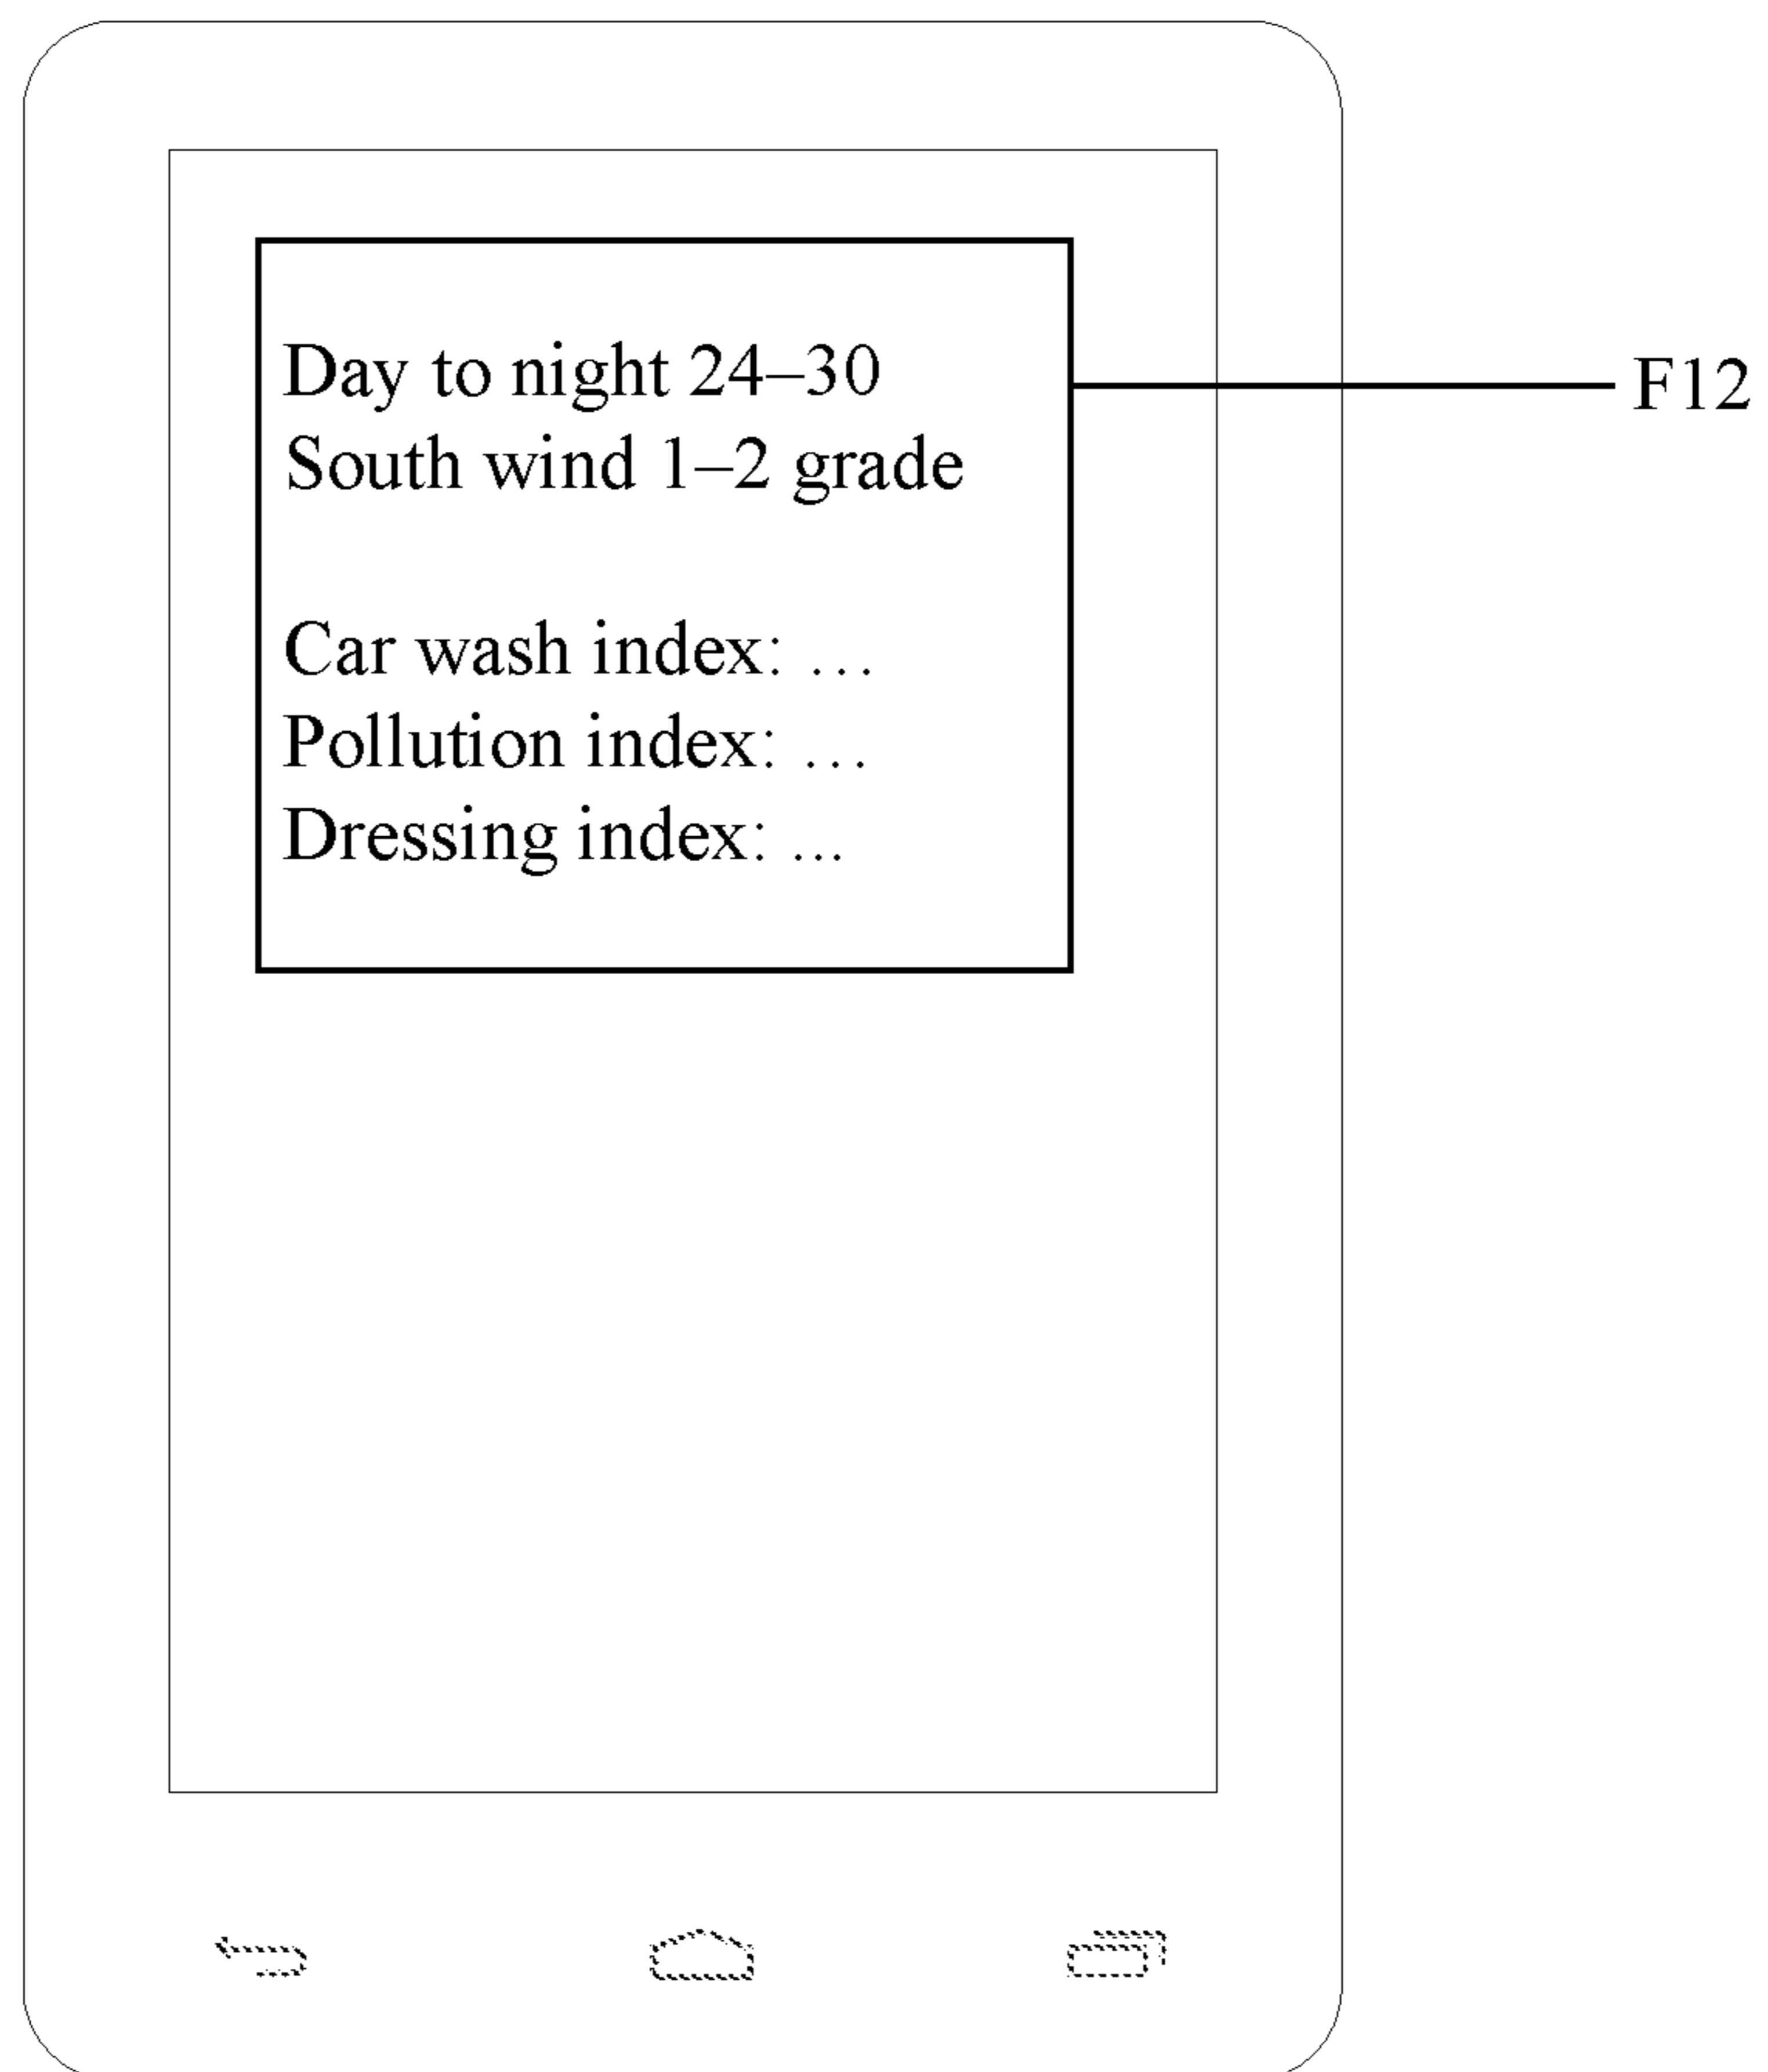 Day to night 24–30
F12
South wind 1–2 grade
Car wash index: …
Pollution index: …
Dressing index: ...